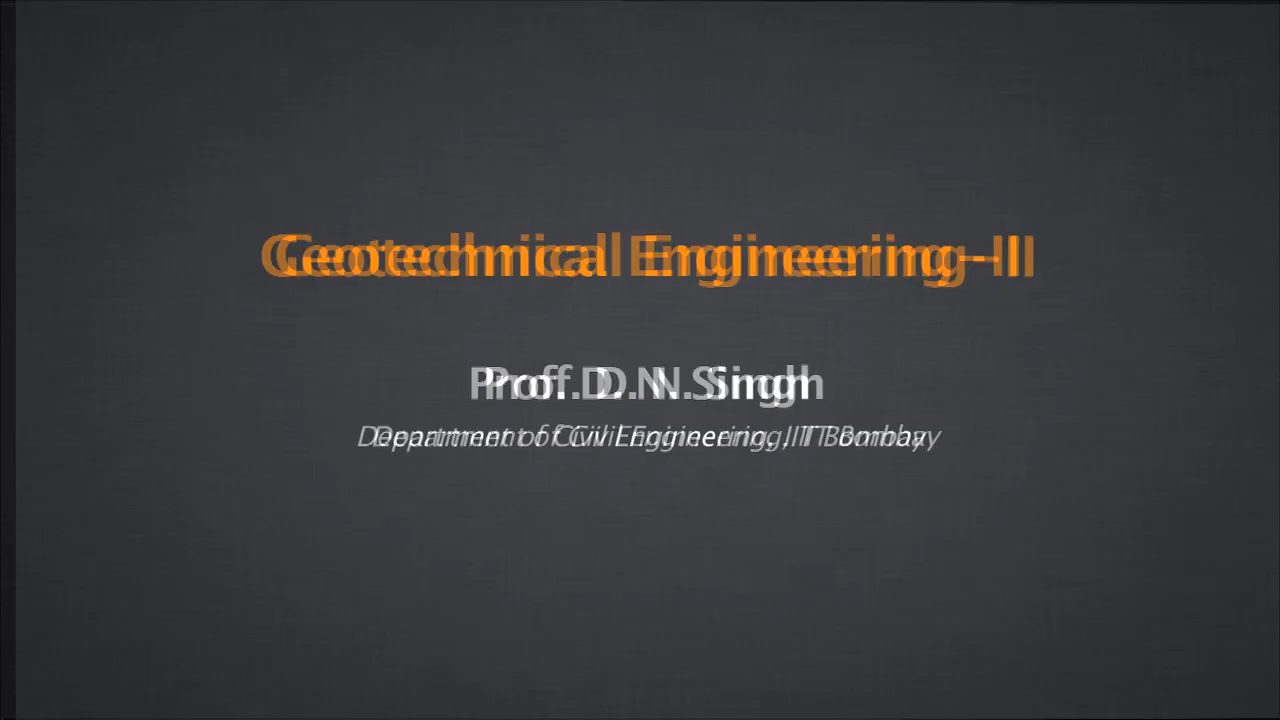 Geotechnical Engineering-II
Prof. D. N. Singh
Department of Civil Engineering, IIT Bombay